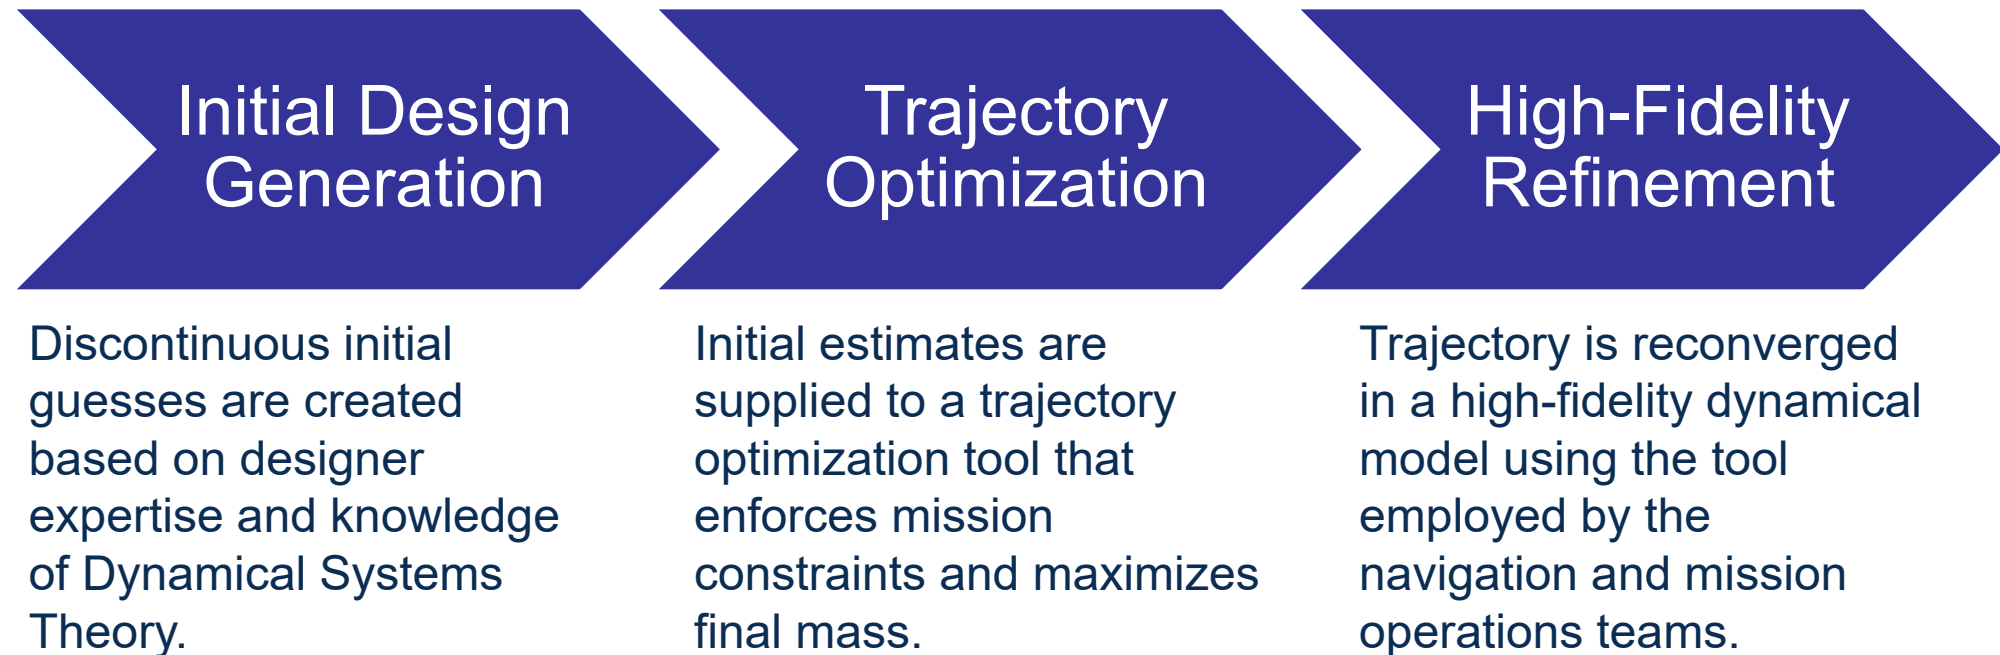 Initial Design
Generation
Trajectory
Optimization
High-Fidelity
Refinement
Discontinuous initial
guesses are created
based on designer
expertise and knowledge
of Dynamical Systems
Theory.
Initial estimates are
supplied to a trajectory
optimization tool that
enforces mission
constraints and maximizes
final mass.
Trajectory is reconverged
in a high-fidelity dynamical
model using the tool
employed by the
navigation and mission
operations teams.